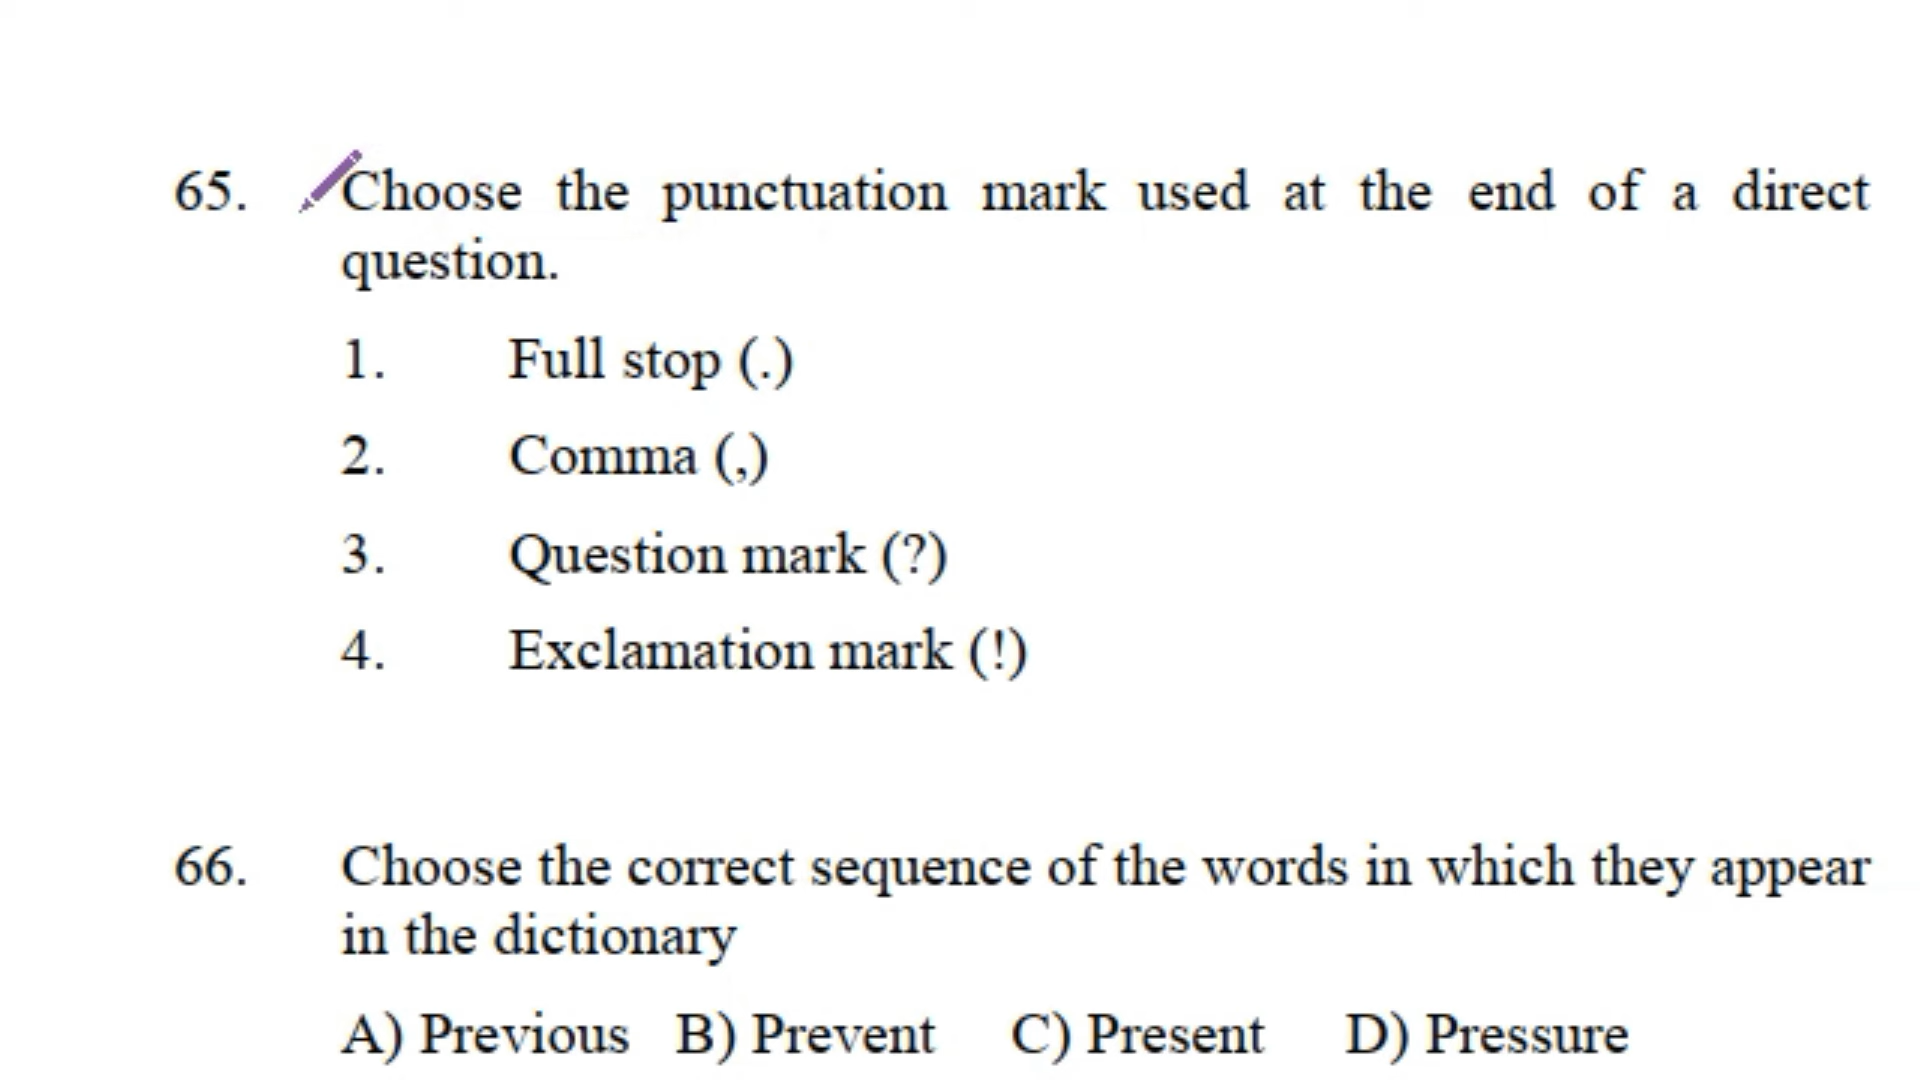 65. Choose the punctuation mark used at the end of a direct
question.
1. Full stop (.)
2. Comma (,)
3. Question mark (?)
4. Exclamation mark (!)
66. Choose the correct sequence of the words in which they appear
in the dictionary
A) Previous B) Prevent C) Present D) Pressure